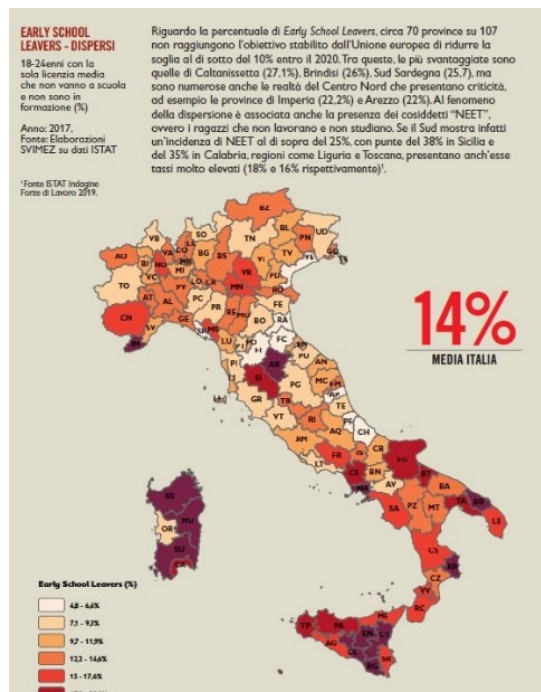 EARLY SCHOOL
LEAVERS - DISPERSI
18-24enni con la
sola licenza media
che non vanno a scuola
e non sono in
formazione (%)
Anno: 2017,
Fonte: Elaborazioni
SVIMEZ su dati ISTAT
¹Fonte ISTAT Indagine
Forze di Lavoro 2019.
Riguardo la percentuale di Early School Leavers, circa 70 province su 107
non raggiungono l'obiettivo stabilito dall'Unione europea di ridurre la
soglia al di sotto del 10% entro il 2020. Tra queste, le più svantaggiate sono
quelle di Caltanissetta (27,1%), Brindisi (26%), Sud Sardegna (25,7), ma
sono numerose anche le realtà del Centro Nord che presentano criticità,
ad esempio le province di Imperia (22,2%) e Arezzo (22%). Al fenomeno
della dispersione è associata anche la presenza dei cosiddetti “NEET”,
ovvero i ragazzi che non lavorano e non studiano. Se il Sud mostra infatti
un'incidenza di NEET al di sopra del 25%, con punte del 38% in Sicilia e
del 35% in Calabria, regioni come Liguria e Toscana, presentano anch'esse
tassi molto elevati (18% e 16% rispettivamente)¹.
BZ
SO
VB
TN
BL
UD
PN
AO
BG
BS
TV
VI
VE
TS
BI
NO
MI
VR
PD
TO
PV
MN
RO
AT
AL
PC
PR
RE
FE
CN
GE
BO
RA
SV
FC
LU
FI
PU
AN
PI
SI
AR
PG
MC
GR
TR
TE
VT
RI
PE
CH
AQ
RM
FR
CB
LT
CE
BN
FG
AV
BT
BA
SA
PZ
MT
TA
BR
LE
CS
CZ
KR
VV
RC
SS
OR
NU
SU
CA
TP
PA
ME
AG
EN
CT
CL
RG
SR
14%
MEDIA ITALIA
Early School Leavers (%)
4,8 - 6,6%
7,1 - 9,3%
9,7 - 11,9%
12,2 - 14,6%
15 - 17,6%